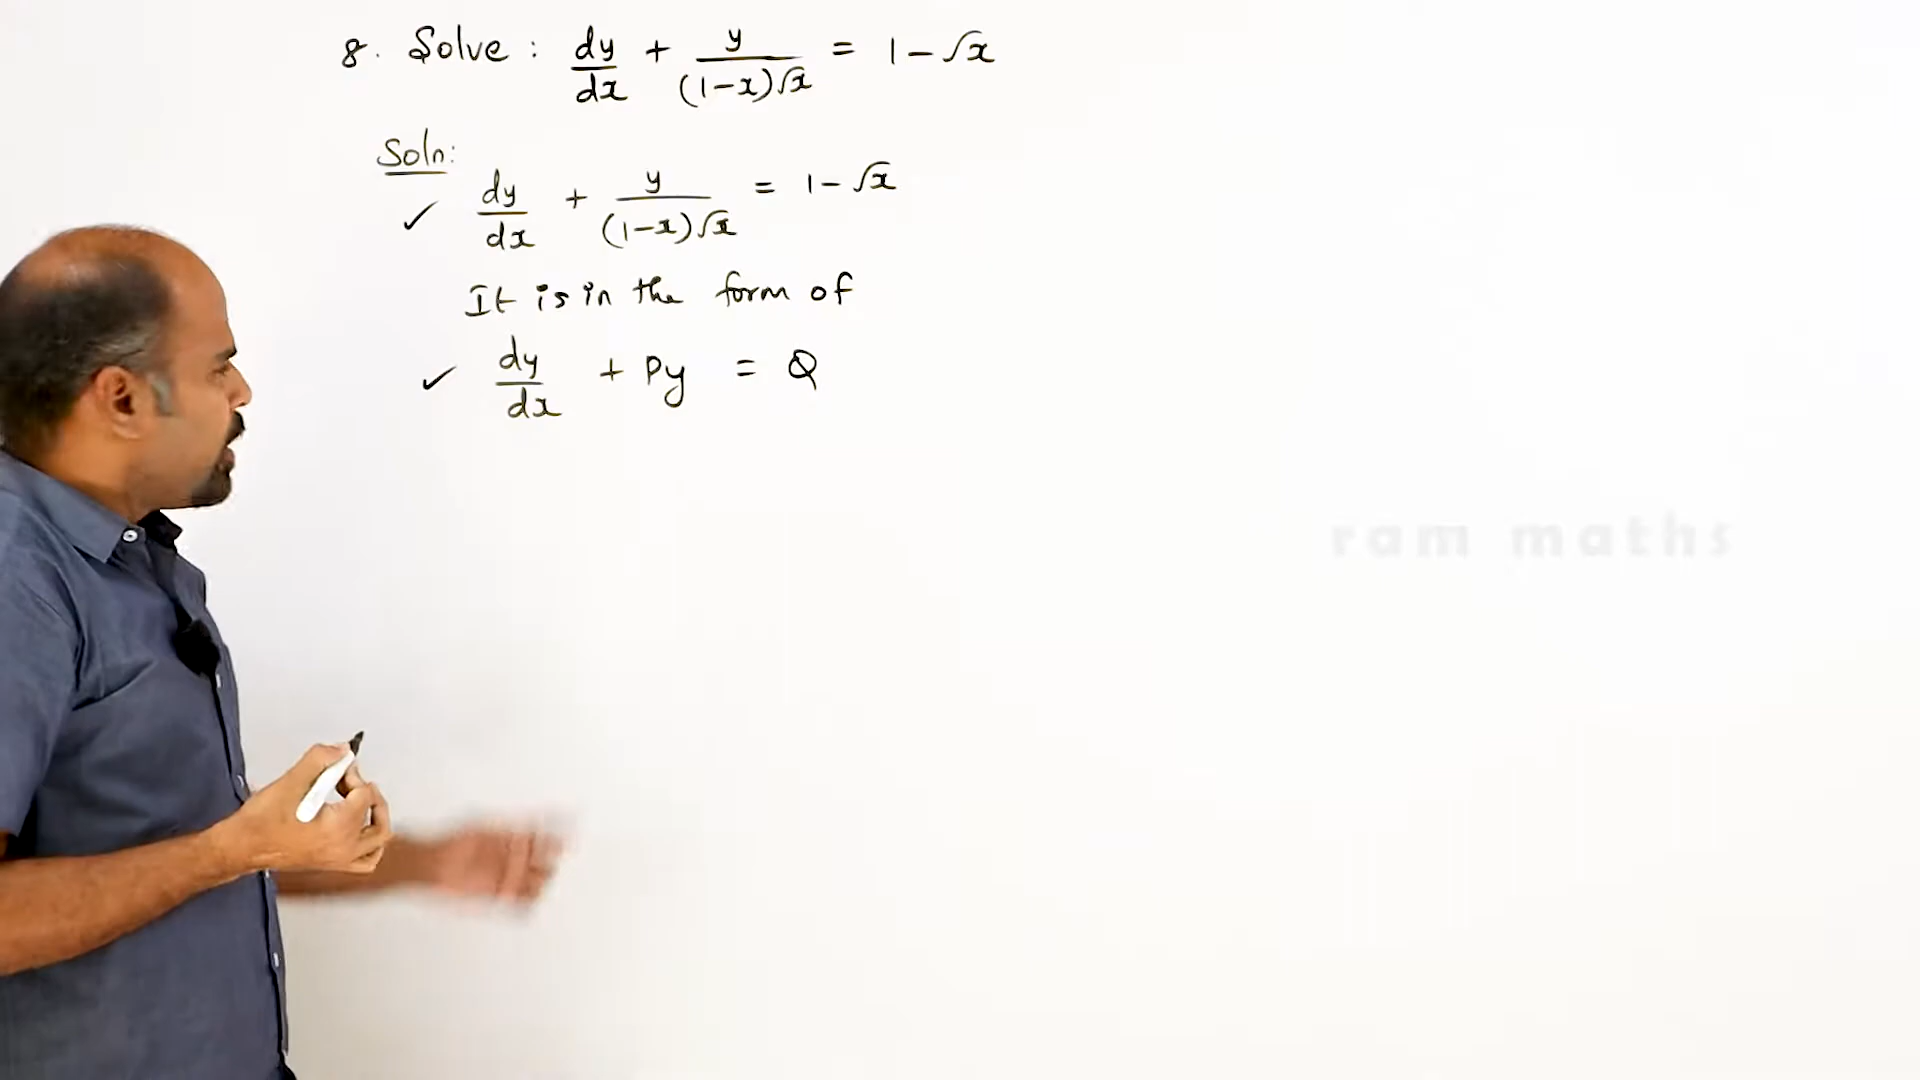 8. Solve : dy/dx + y/((1-x)√x) = 1-√x
Soln:
✓ dy/dx + y/((1-x)√x) = 1-√x
It is in the form of
✓ dy/dx + Py = Q
ram maths